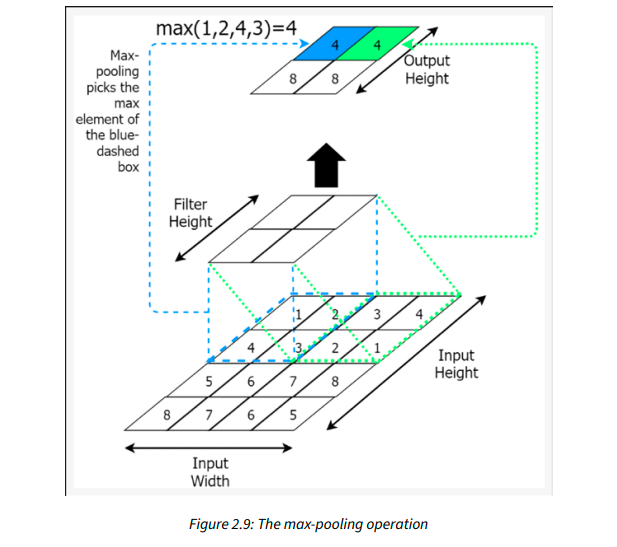 max(1,2,4,3)=4
Max-
pooling
picks the
max
element of
the blue-
dashed
box
4 4
8 8
Output
Height
Filter
Height
1 2 3 4
4 3 2 1
5 6 7 8
8 7 6 5
Input
Height
Input
Width
Figure 2.9: The max-pooling operation